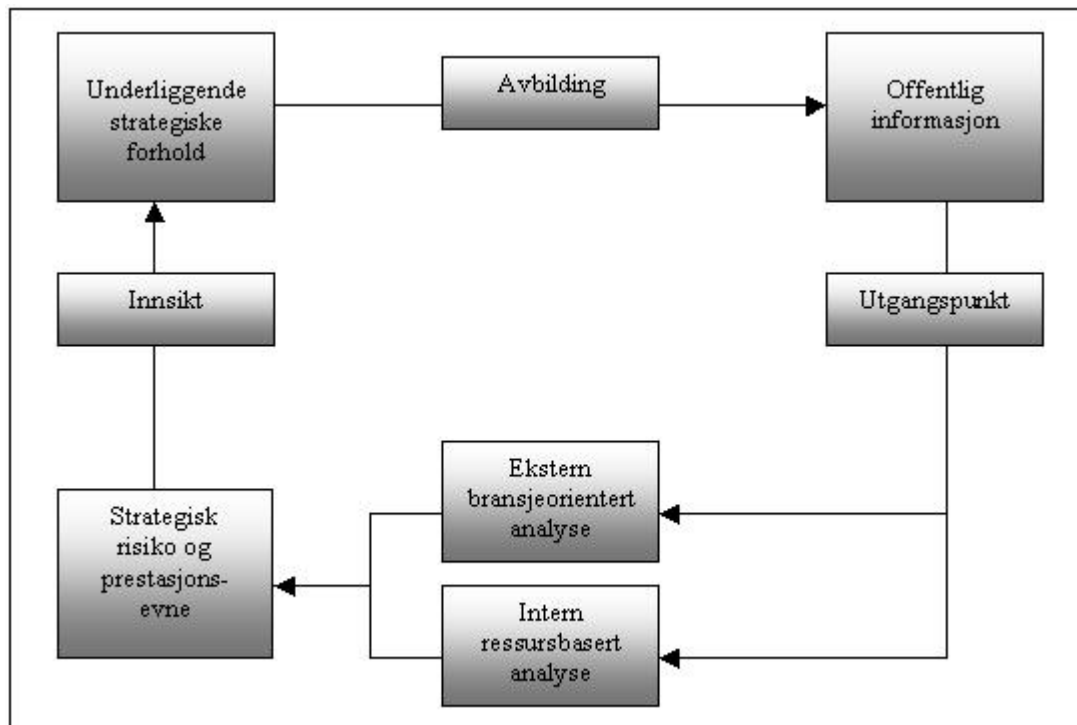 Underliggende
strategiske
forhold
Avbilding
Offentlig
informasjon
Innsikt
Utgangspunkt
Ekstern
bransjeorientert
analyse
Strategisk
risiko og
prestasjons-
evne
Intern
ressursbasert
analyse